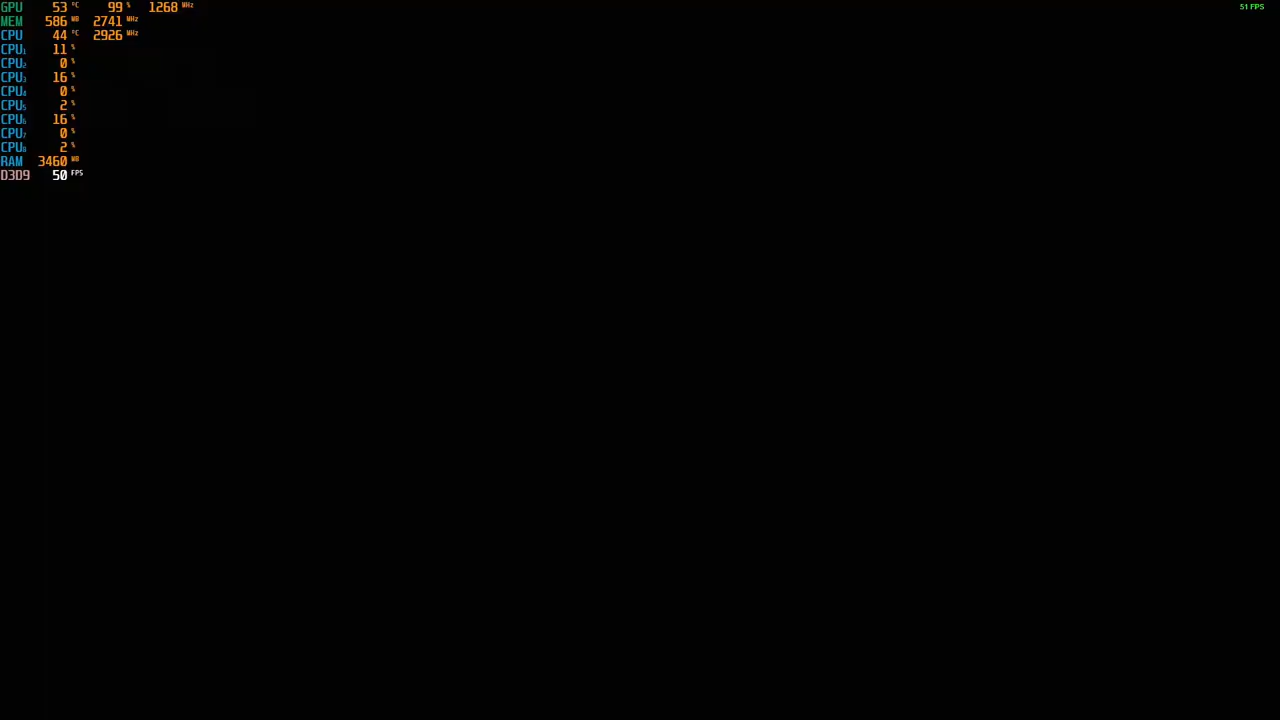 GPU 53 °C 99 % 1268 MHz 51 FPS
MEM 586 MB 2741 MHz
CPU 44 °C 2926 MHz
CPU1 11 %
CPU2 0 %
CPU3 16 %
CPU4 0 %
CPU5 2 %
CPU6 16 %
CPU7 0 %
CPU8 2 %
RAM 3460 MB
D3D9 50 FPS